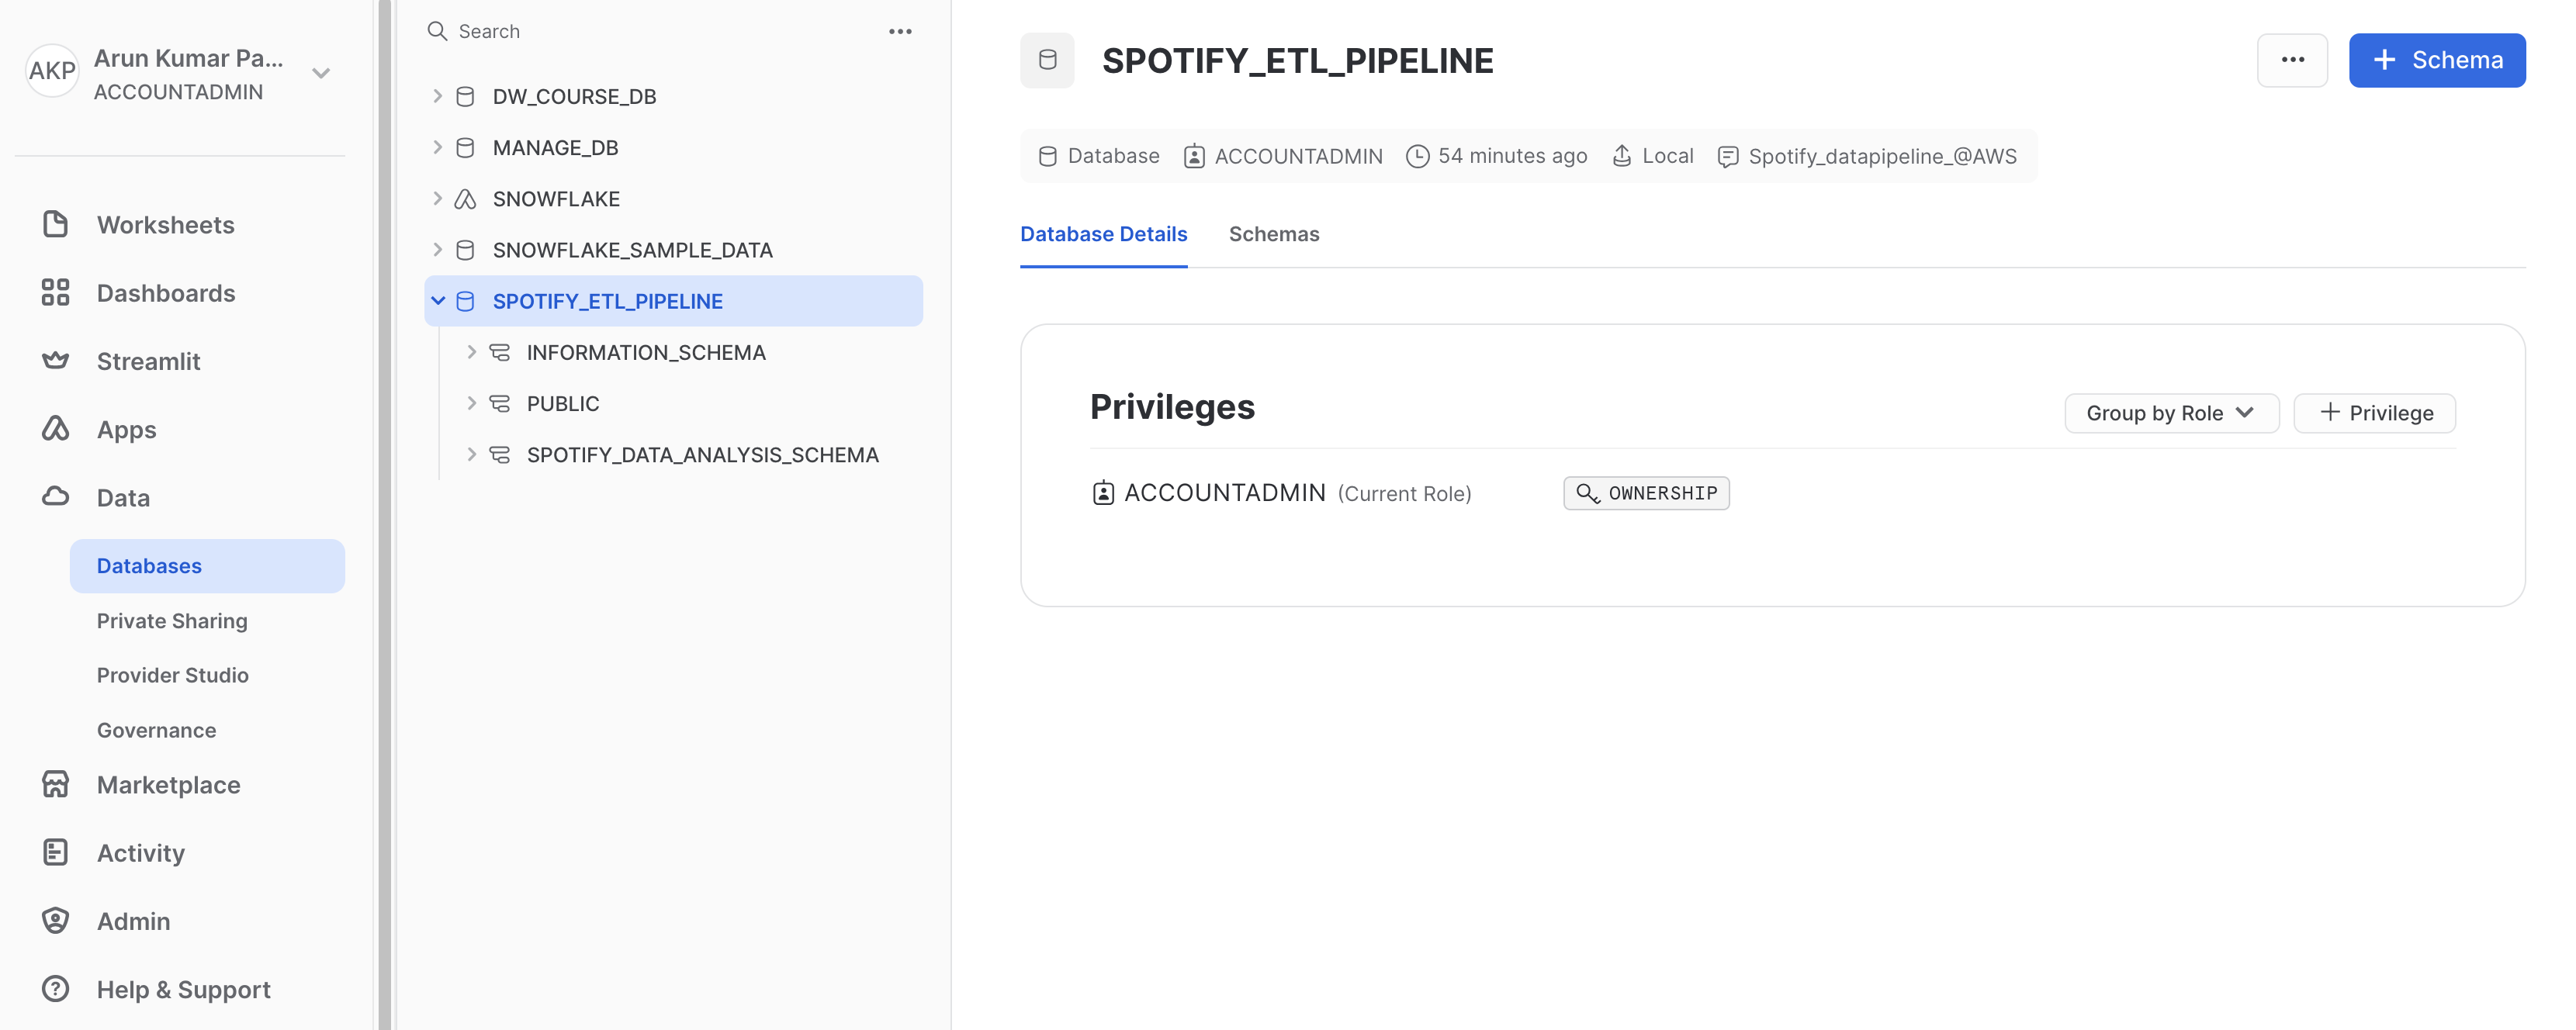 AKP
Arun Kumar Pa...
ACCOUNTADMIN
Worksheets
Dashboards
Streamlit
Apps
Data
Databases
Private Sharing
Provider Studio
Governance
Marketplace
Activity
Admin
Help & Support
Search
DW_COURSE_DB
MANAGE_DB
SNOWFLAKE
SNOWFLAKE_SAMPLE_DATA
SPOTIFY_ETL_PIPELINE
INFORMATION_SCHEMA
PUBLIC
SPOTIFY_DATA_ANALYSIS_SCHEMA
SPOTIFY_ETL_PIPELINE
+ Schema
Database ACCOUNTADMIN 54 minutes ago Local Spotify_datapipeline_@AWS
Database Details Schemas
Privileges
Group by Role + Privilege
ACCOUNTADMIN (Current Role) OWNERSHIP